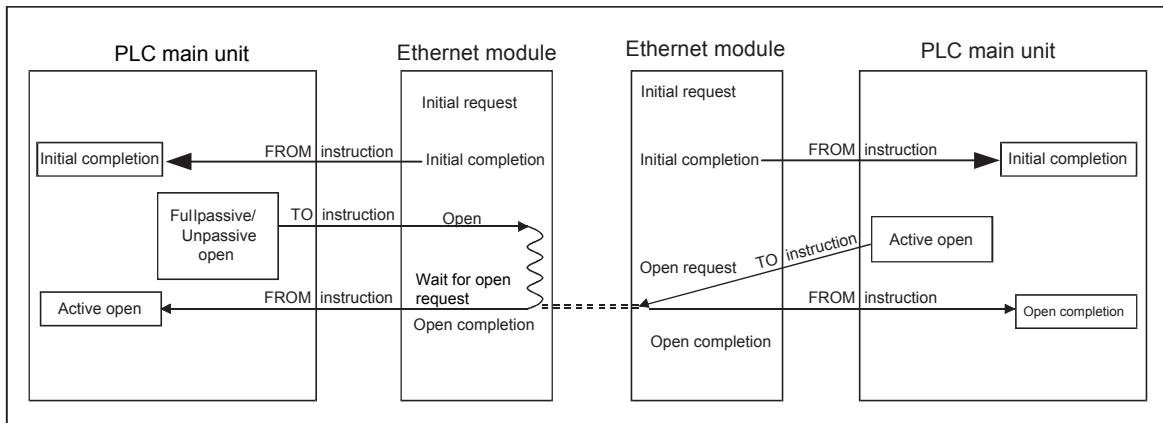 PLC main unit
Ethernet module
Ethernet module
PLC main unit
Initial request
Initial request
Initial completion
FROM instruction
Initial completion
Initial completion
FROM instruction
Initial completion
Fullpassive/
Unpassive
open
TO instruction
Open
Active open
TO instruction
Open request
Wait for open
request
Active open
FROM instruction
Open completion
FROM instruction
Open completion
Open completion